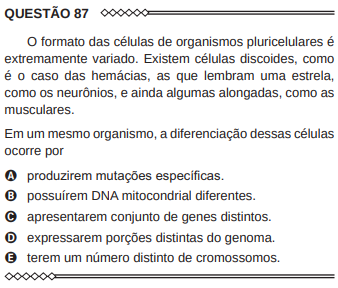 QUESTÃO 87
O formato das células de organismos pluricelulares é
extremamente variado. Existem células discoides, como
é o caso das hemácias, as que lembram uma estrela,
como os neurônios, e ainda algumas alongadas, como as
musculares.
Em um mesmo organismo, a diferenciação dessas células
ocorre por
A produzirem mutações específicas.
B possuírem DNA mitocondrial diferentes.
C apresentarem conjunto de genes distintos.
D expressarem porções distintas do genoma.
E terem um número distinto de cromossomos.